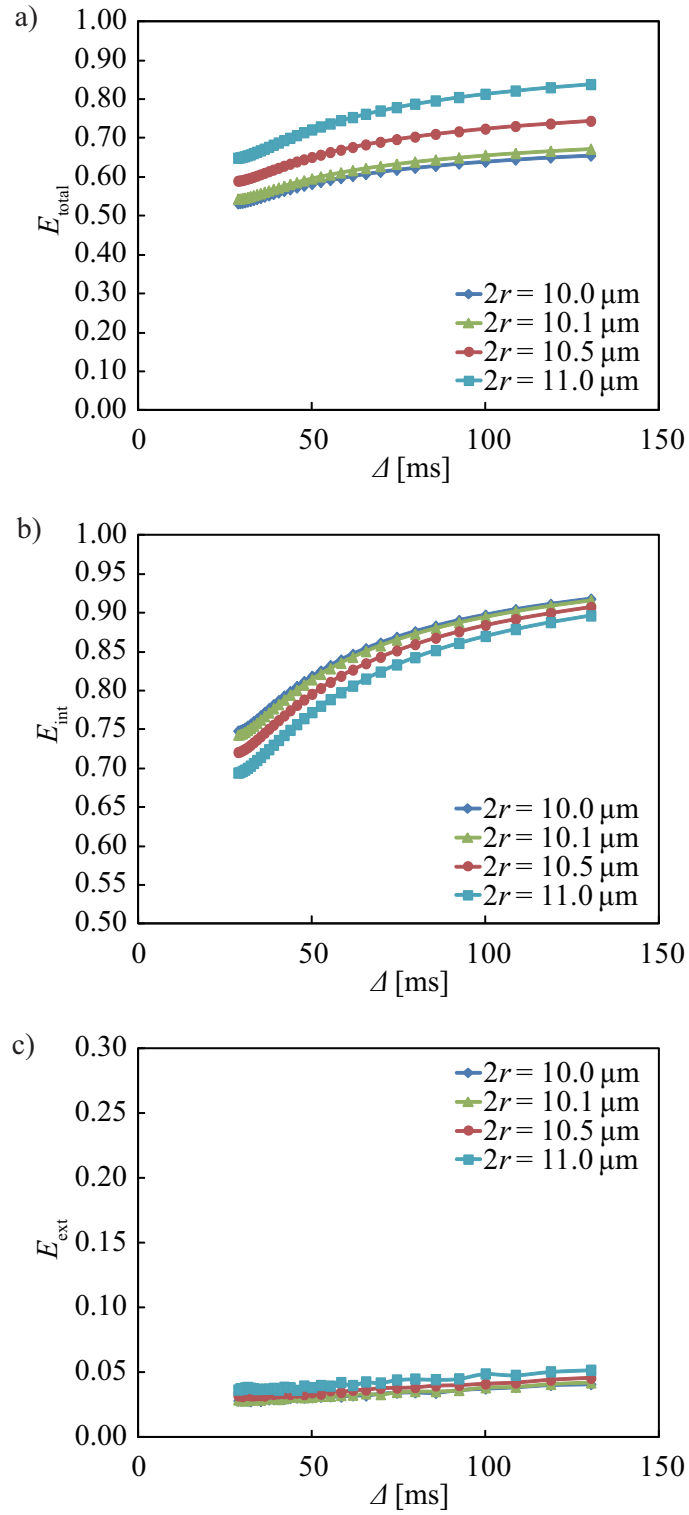 a)
1.00
0.90
0.80
0.70
0.60
0.50
0.40
0.30
0.20
0.10
0.00
E_total
2r = 10.0 μm
2r = 10.1 μm
2r = 10.5 μm
2r = 11.0 μm
0 50 100 150
Δ [ms]
b)
1.00
0.95
0.90
0.85
0.80
0.75
0.70
0.65
0.60
0.55
0.50
E_int
2r = 10.0 μm
2r = 10.1 μm
2r = 10.5 μm
2r = 11.0 μm
0 50 100 150
Δ [ms]
c)
0.30
0.25
0.20
0.15
0.10
0.05
0.00
E_ext
2r = 10.0 μm
2r = 10.1 μm
2r = 10.5 μm
2r = 11.0 μm
0 50 100 150
Δ [ms]